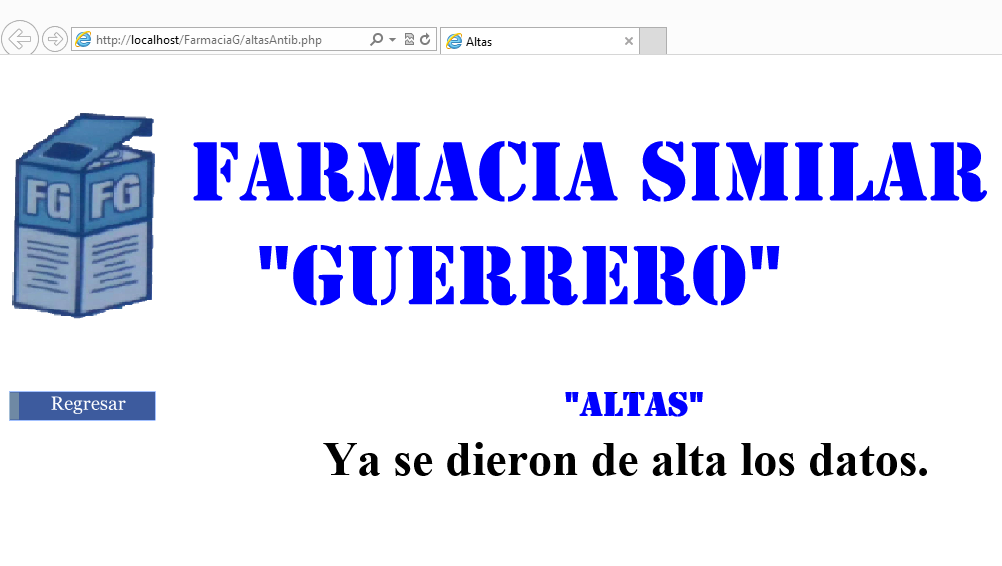 http://localhost/FarmaciaG/altasAntib.php
Altas
FG FG
FARMACIA SIMILAR
"GUERRERO"
Regresar
"ALTAS"
Ya se dieron de alta los datos.